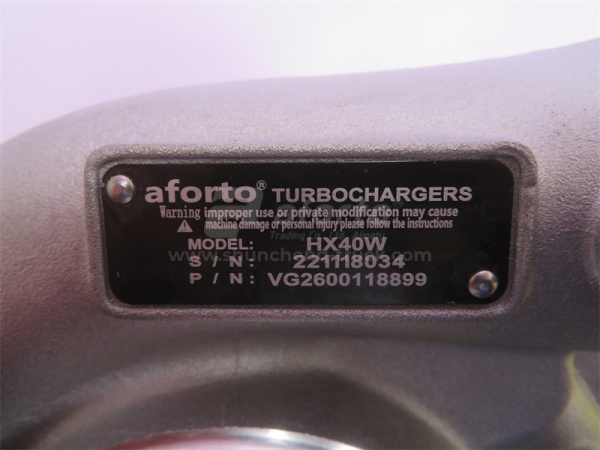 aforto® TURBOCHARGERS
Warning improper use or private modification may cause
machine damage or personal injury please follow the instructions
MODEL: HX40W
S / N: 221118034
P / N: VG2600118899